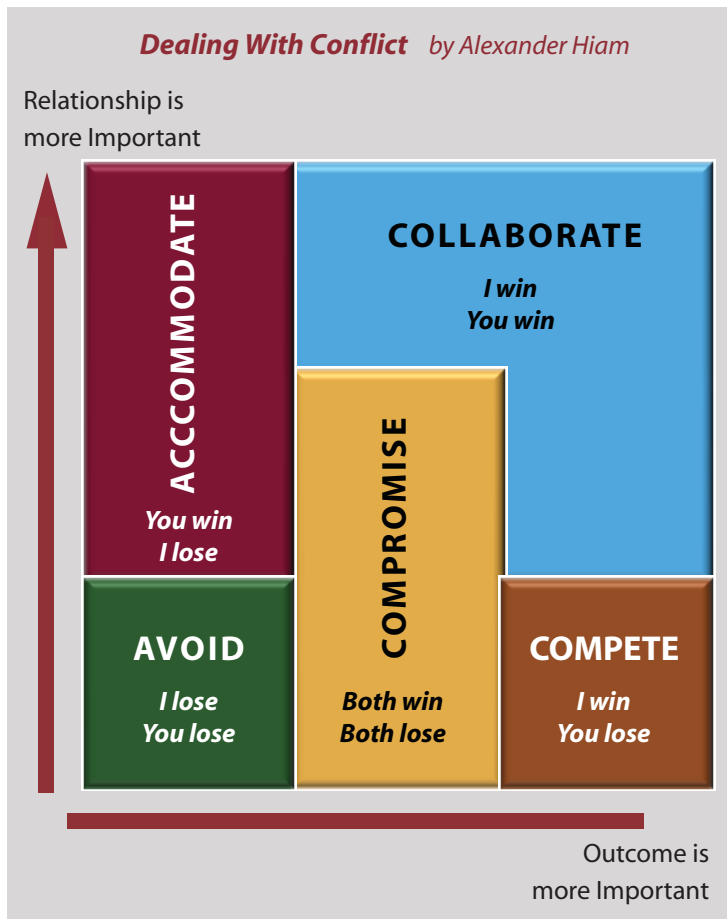 Dealing With Conflict by Alexander Hiam
Relationship is
more Important
ACCCOMMODATE
You win
I lose
COLLABORATE
I win
You win
COMPROMISE
Both win
Both lose
AVOID
I lose
You lose
COMPETE
I win
You lose
Outcome is
more Important